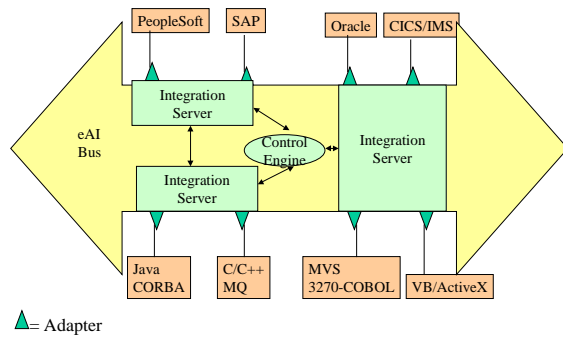 PeopleSoft
SAP
Oracle
CICS/IMS
Integration
Server
eAI
Bus
Control
Engine
Integration
Server
Integration
Server
Java
CORBA
C/C++
MQ
MVS
3270-COBOL
VB/ActiveX
= Adapter